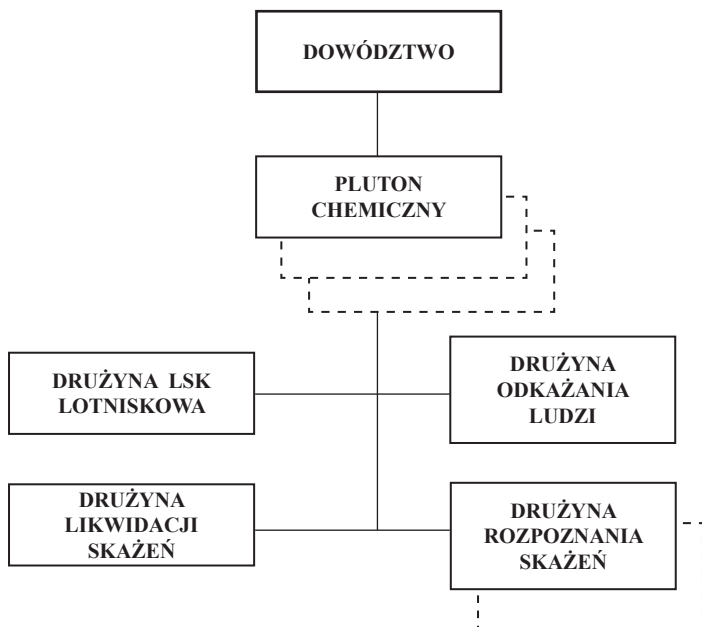 DOWÓDZTWO
PLUTON
CHEMICZNY
DRUŻYNA LSK
LOTNISKOWA
DRUŻYNA
ODKAŻANIA
LUDZI
DRUŻYNA
LIKWIDACJI
SKAŻEŃ
DRUŻYNA
ROZPOZNANIA
SKAŻEŃ